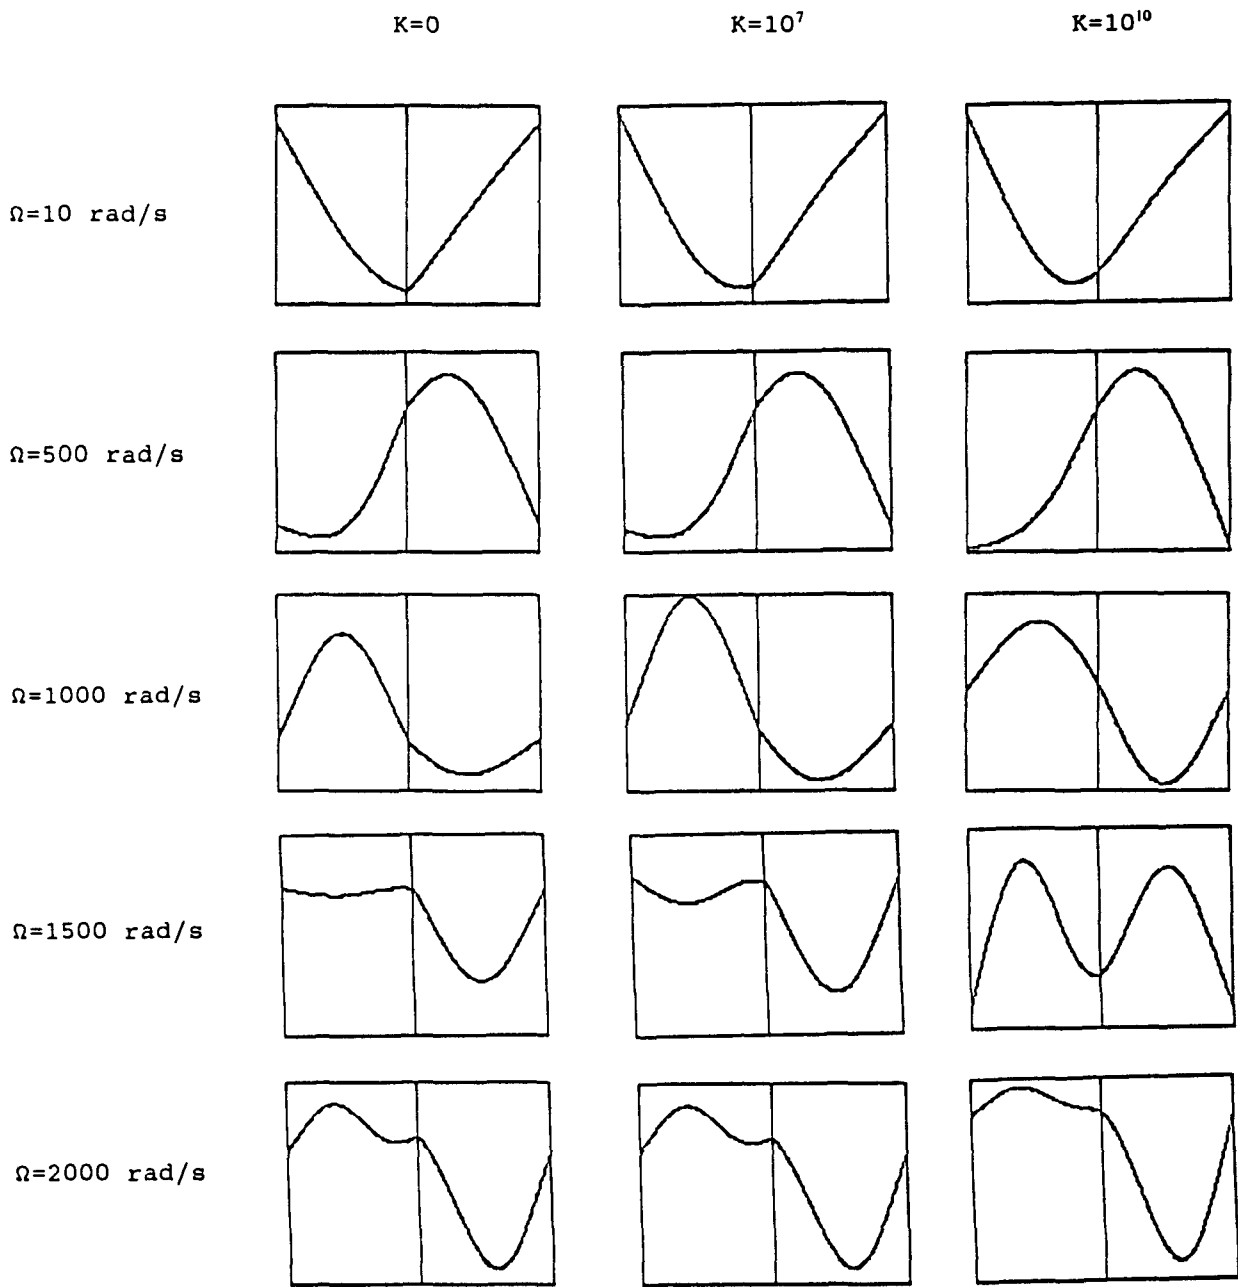 K=0 K=10⁷ K=10¹⁰
Ω=10 rad/s
Ω=500 rad/s
Ω=1000 rad/s
Ω=1500 rad/s
Ω=2000 rad/s